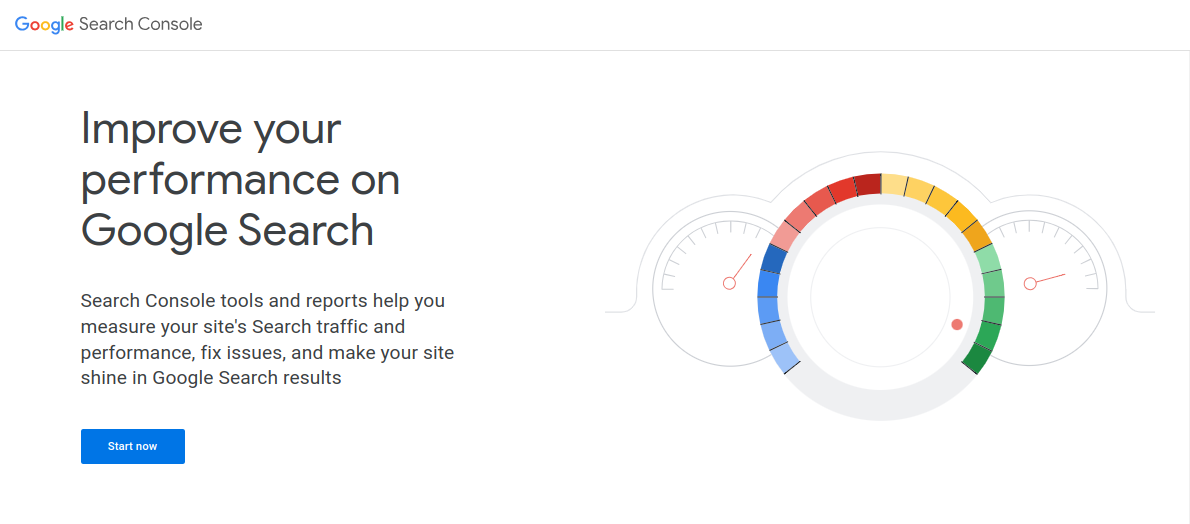 Google Search Console
Improve your
performance on
Google Search
Search Console tools and reports help you
measure your site's Search traffic and
performance, fix issues, and make your site
shine in Google Search results
Start now